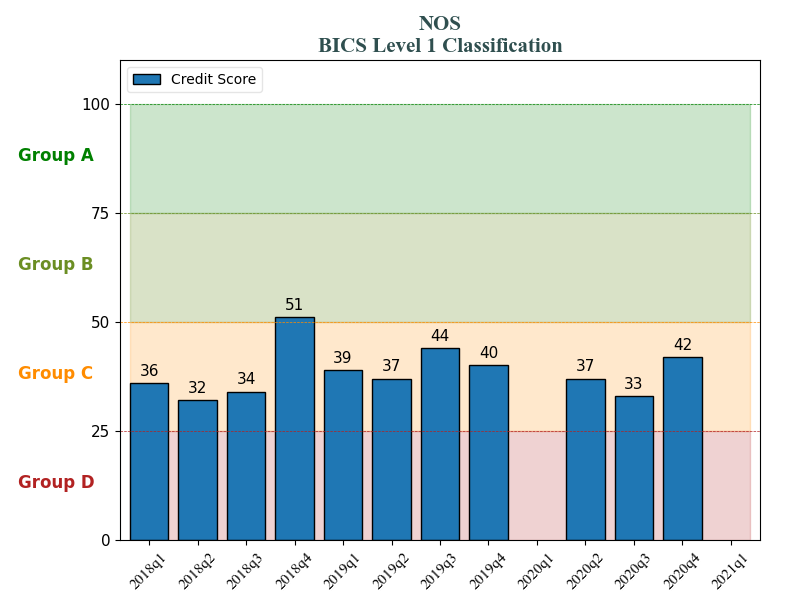 NOS
BICS Level 1 Classification
Credit Score
100
Group A
75
Group B
51
50
44
42
40
39
37
37
36
34
33
32
Group C
25
Group D
0
2018q1
2018q2
2018q3
2018q4
2019q1
2019q2
2019q3
2019q4
2020q1
2020q2
2020q3
2020q4
2021q1